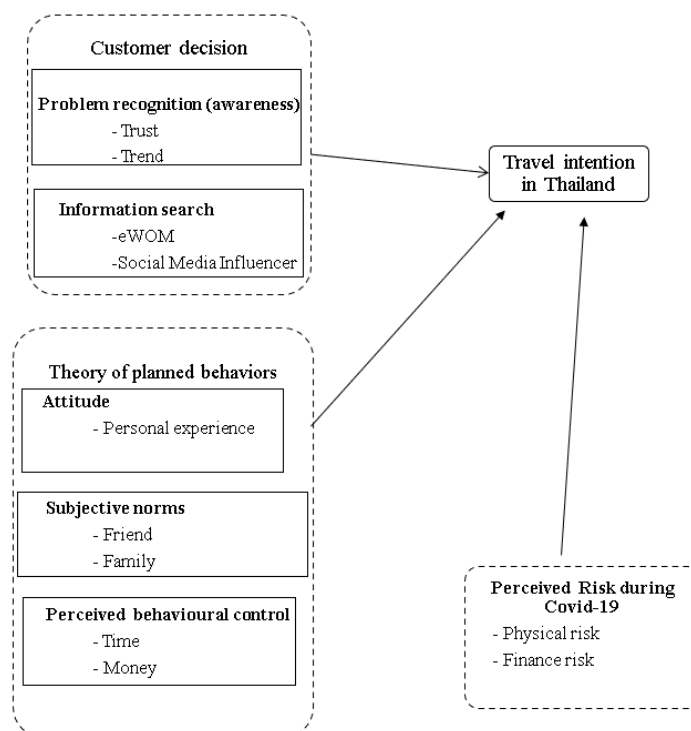 Customer decision
Problem recognition (awareness)
- Trust
- Trend
Information search
-eWOM
-Social Media Influencer
Travel intention
in Thailand
Theory of planned behaviors
Attitude
- Personal experience
Subjective norms
- Friend
- Family
Perceived behavioural control
- Time
- Money
Perceived Risk during
Covid-19
- Physical risk
- Finance risk